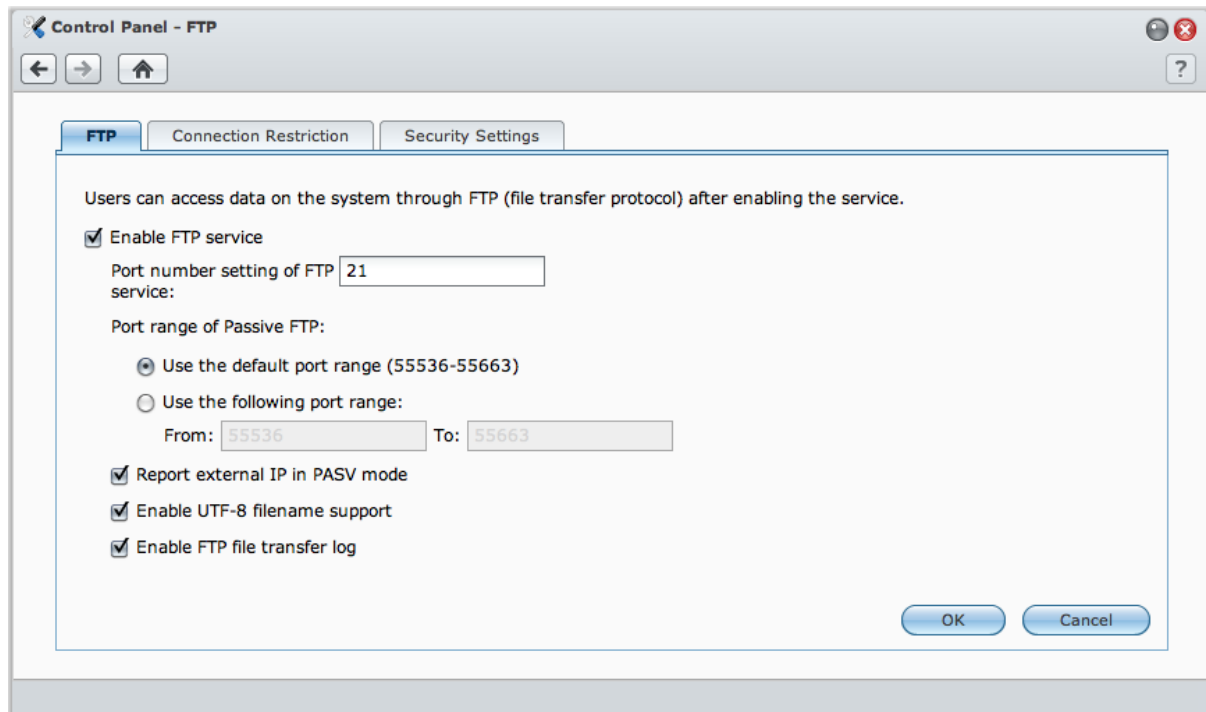 Control Panel - FTP
?
FTP
Connection Restriction
Security Settings
Users can access data on the system through FTP (file transfer protocol) after enabling the service.
Enable FTP service
Port number setting of FTP 21
service:
Port range of Passive FTP:
Use the default port range (55536-55663)
Use the following port range:
From: 55536 To: 55663
Report external IP in PASV mode
Enable UTF-8 filename support
Enable FTP file transfer log
OK Cancel